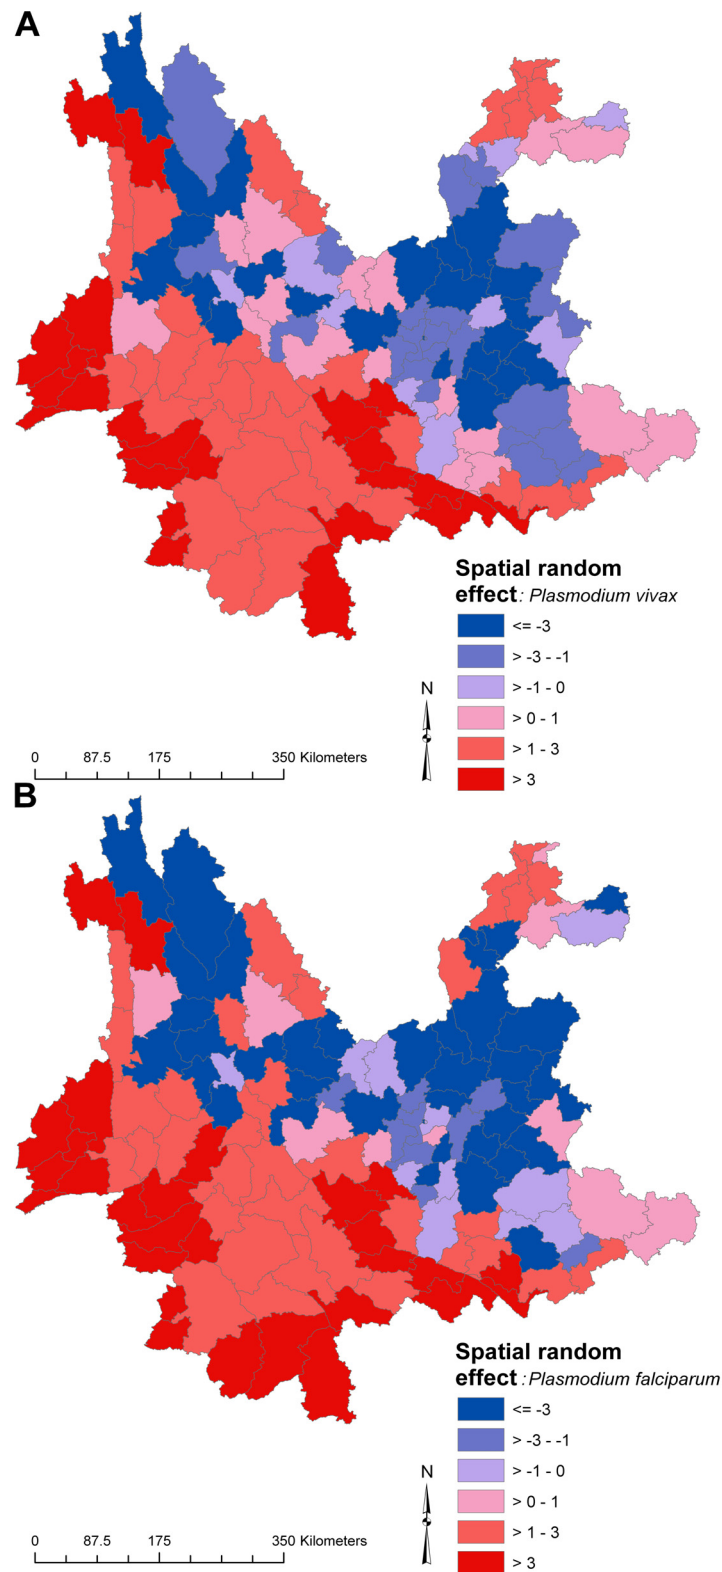 A
Spatial random
effect : Plasmodium vivax
<= -3
> -3 - -1
> -1 - 0
> 0 - 1
> 1 - 3
> 3
N
0 87.5 175 350 Kilometers
B
Spatial random
effect : Plasmodium falciparum
<= -3
> -3 - -1
> -1 - 0
> 0 - 1
> 1 - 3
> 3
N
0 87.5 175 350 Kilometers